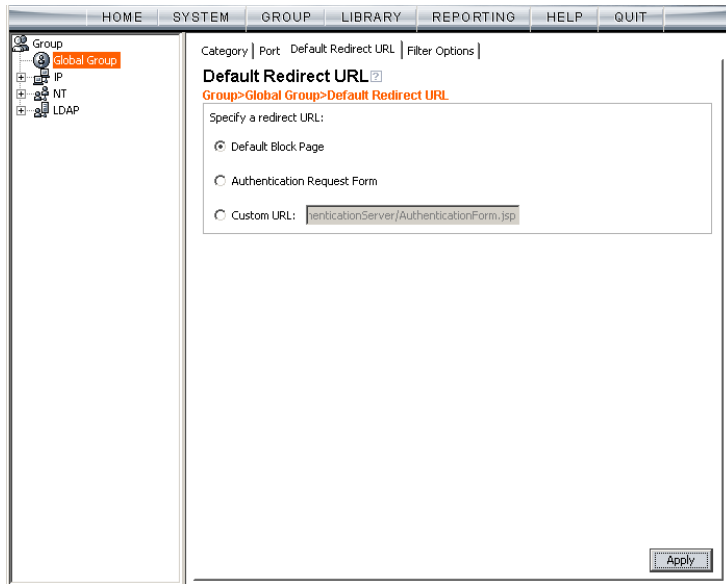 HOME SYSTEM GROUP LIBRARY REPORTING HELP QUIT
Group
Global Group
IP
NT
LDAP
Category Port Default Redirect URL Filter Options
Default Redirect URL ?
Group>Global Group>Default Redirect URL
Specify a redirect URL:
Default Block Page
Authentication Request Form
Custom URL: henticationServer/AuthenticationForm.jsp
Apply